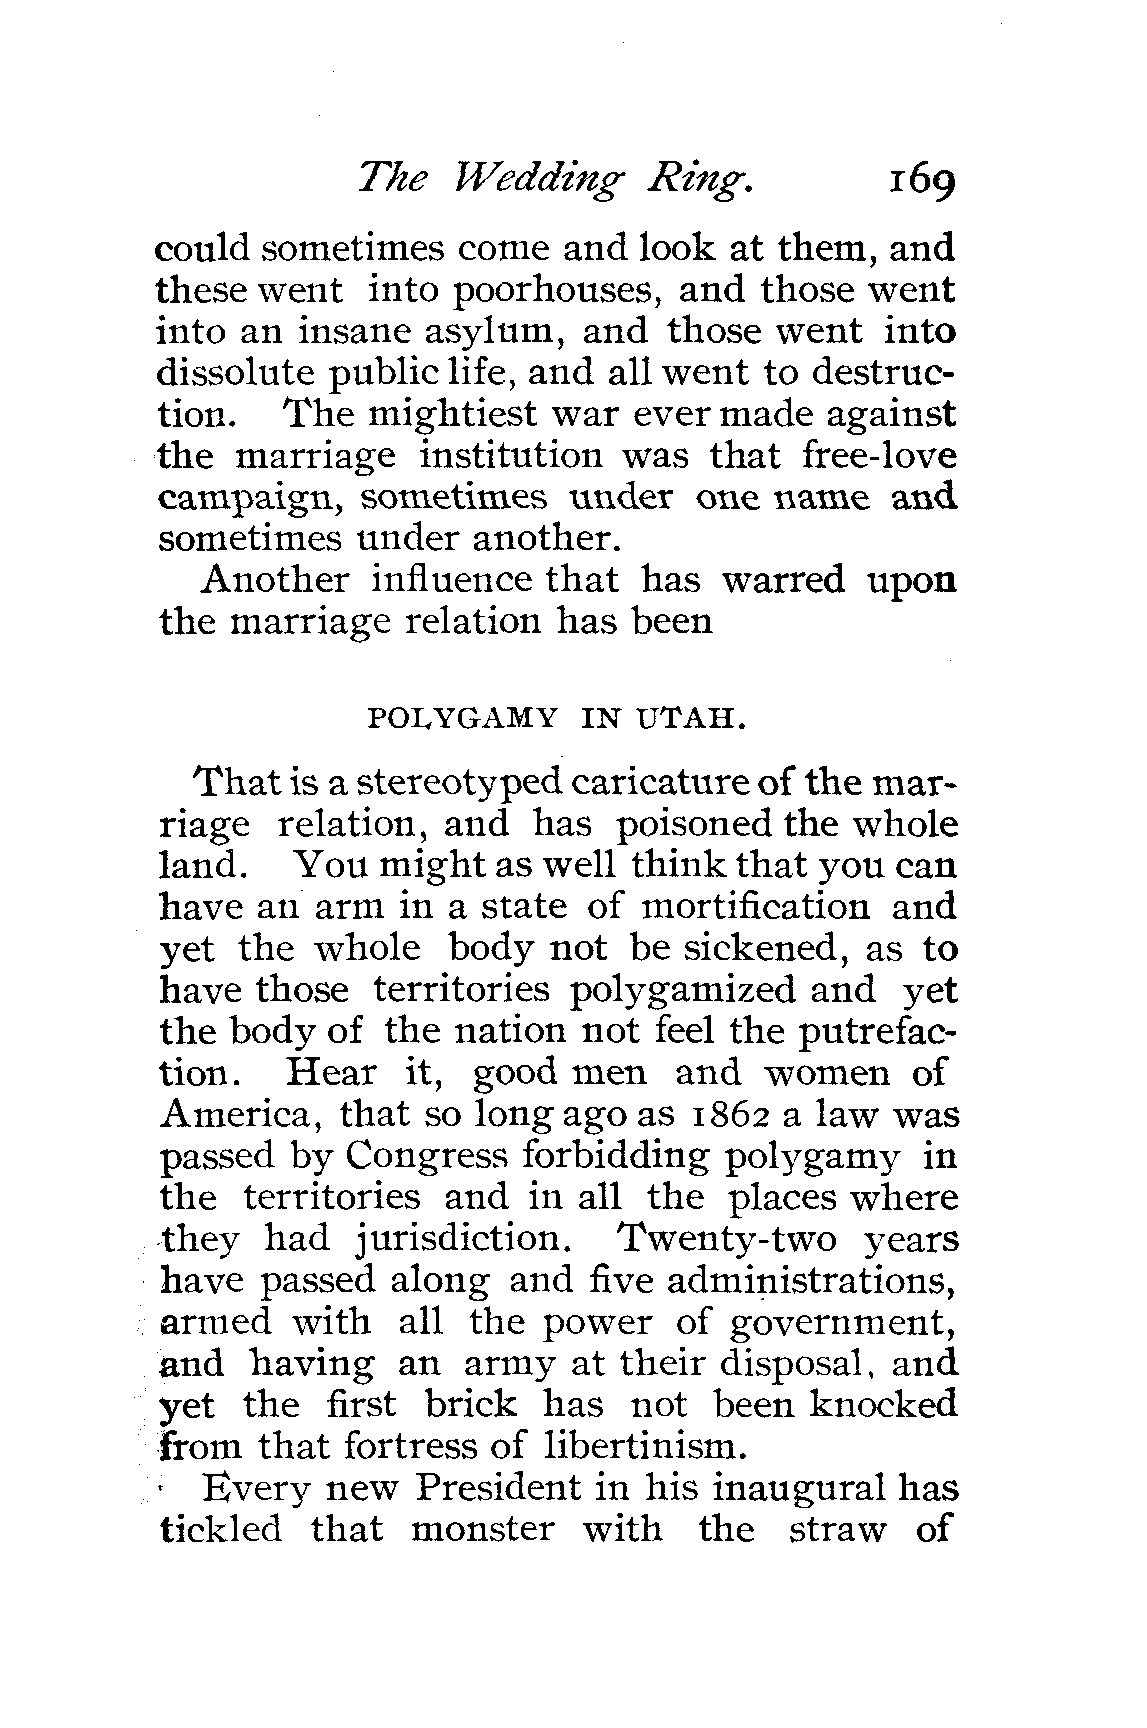 The Wedding Ring. 169
could sometimes come and look at them, and
these went into poorhouses, and those went
into an insane asylum, and those went into
dissolute public life, and all went to destruc-
tion. The mightiest war ever made against
the marriage institution was that free-love
campaign, sometimes under one name and
sometimes under another.
Another influence that has warred upon
the marriage relation has been
POLYGAMY IN UTAH.
That is a stereotyped caricature of the mar-
riage relation, and has poisoned the whole
land. You might as well think that you can
have an arm in a state of mortification and
yet the whole body not be sickened, as to
have those territories polygamized and yet
the body of the nation not feel the putrefac-
tion. Hear it, good men and women of
America, that so long ago as 1862 a law was
passed by Congress forbidding polygamy in
the territories and in all the places where
they had jurisdiction. Twenty-two years
have passed along and five administrations,
armed with all the power of government,
and having an army at their disposal, and
yet the first brick has not been knocked
from that fortress of libertinism.
Every new President in his inaugural has
tickled that monster with the straw of